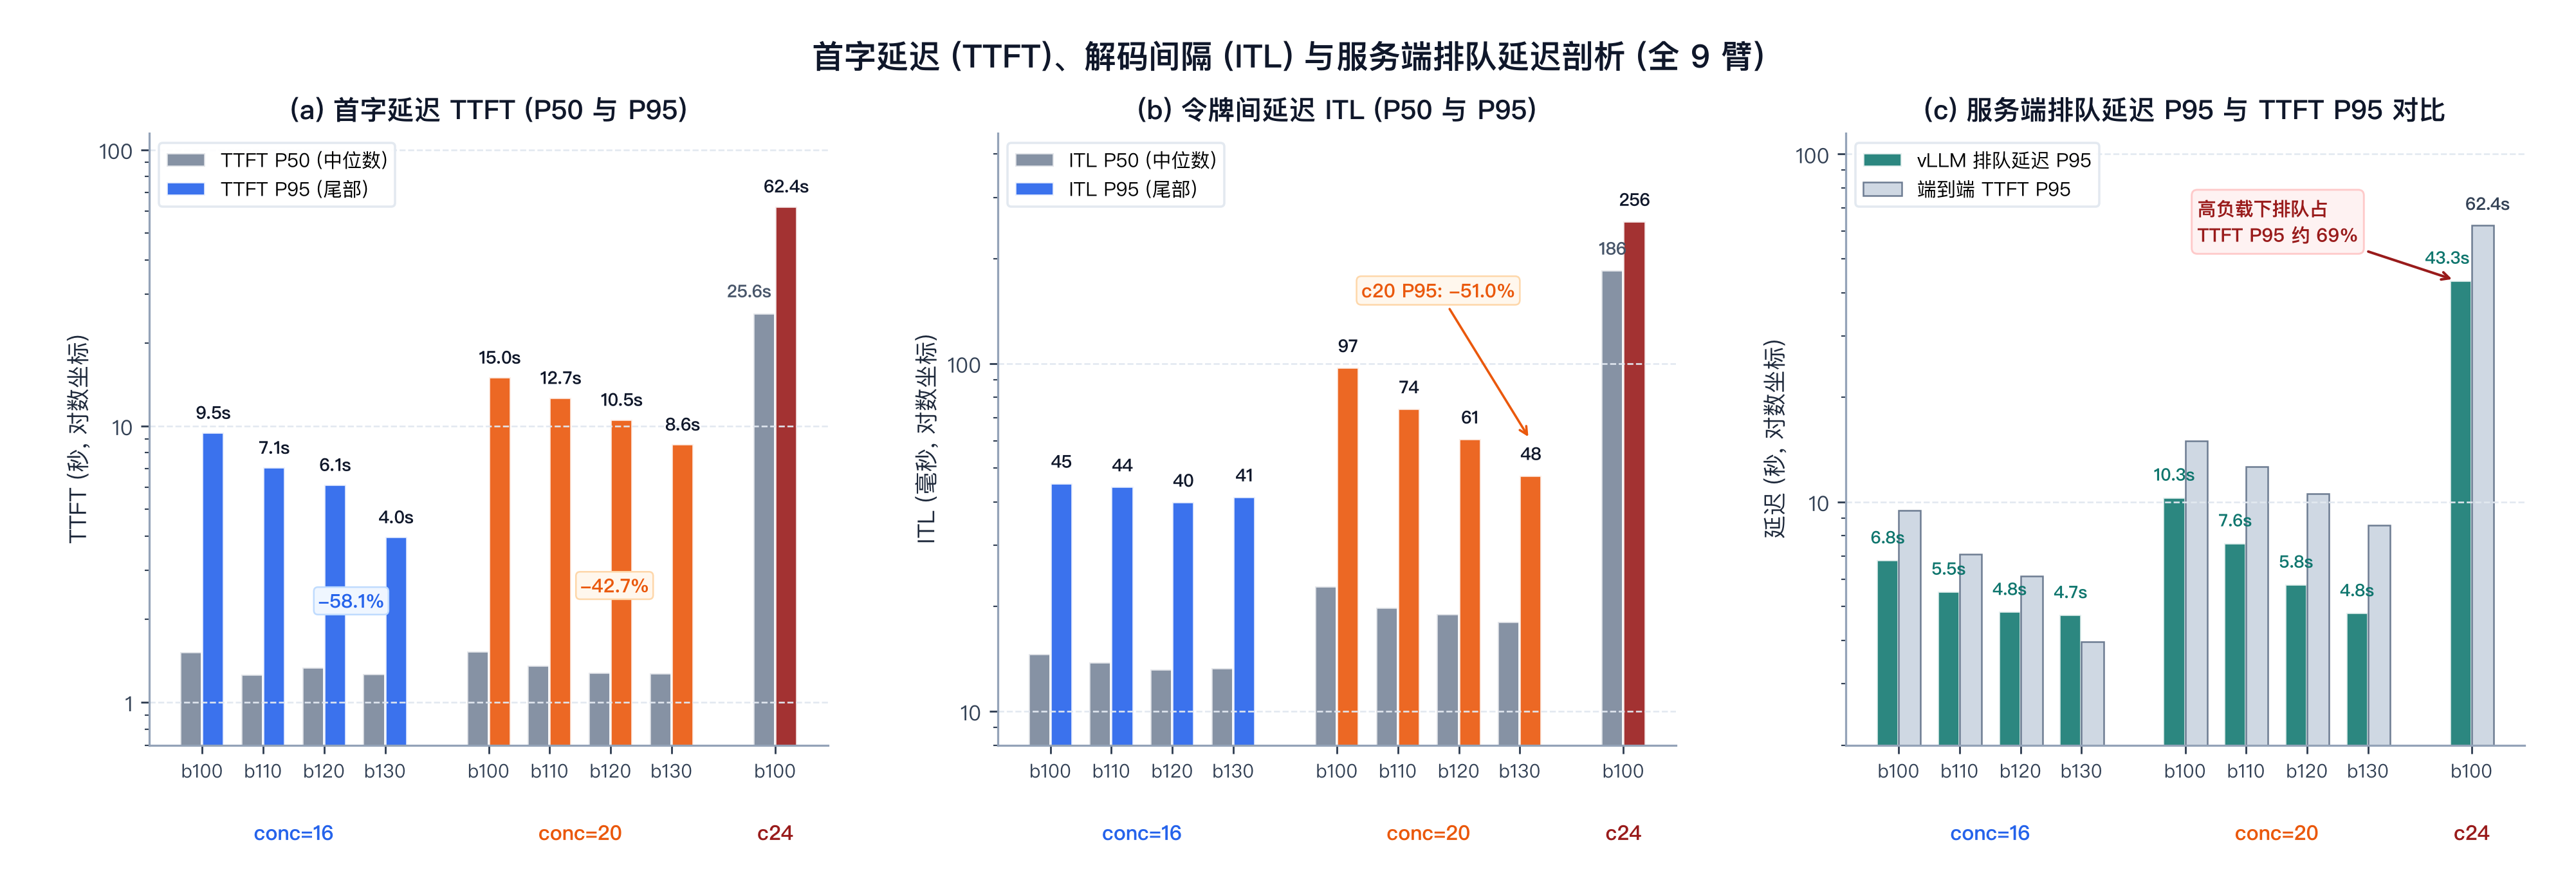 首字延迟 (TTFT)、解码间隔 (ITL) 与服务端排队延迟剖析 (全 9 臂)
(a) 首字延迟 TTFT (P50 与 P95)
TTFT P50 (中位数)
TTFT P95 (尾部)
TTFT (秒, 对数坐标)
100
10
1
9.5s
7.1s
6.1s
4.0s
−58.1%
15.0s
12.7s
10.5s
8.6s
−42.7%
25.6s
62.4s
b100 b110 b120 b130 b100 b110 b120 b130 b100
conc=16 conc=20 c24
(b) 令牌间延迟 ITL (P50 与 P95)
ITL P50 (中位数)
ITL P95 (尾部)
ITL (毫秒, 对数坐标)
100
10
45
44
40
41
97
74
61
48
c20 P95: −51.0%
186
256
b100 b110 b120 b130 b100 b110 b120 b130 b100
conc=16 conc=20 c24
(c) 服务端排队延迟 P95 与 TTFT P95 对比
vLLM 排队延迟 P95
端到端 TTFT P95
延迟 (秒, 对数坐标)
100
10
6.8s
5.5s
4.8s
4.7s
10.3s
7.6s
5.8s
4.8s
高负载下排队占
TTFT P95 约 69%
43.3s
62.4s
b100 b110 b120 b130 b100 b110 b120 b130 b100
conc=16 conc=20 c24